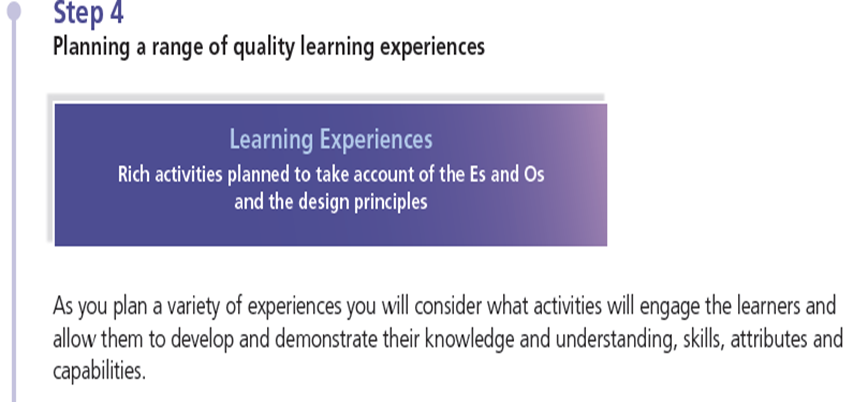 Step 4
Planning a range of quality learning experiences
Learning Experiences
Rich activities planned to take account of the Es and Os
and the design principles
As you plan a variety of experiences you will consider what activities will engage the learners and
allow them to develop and demonstrate their knowledge and understanding, skills, attributes and
capabilities.